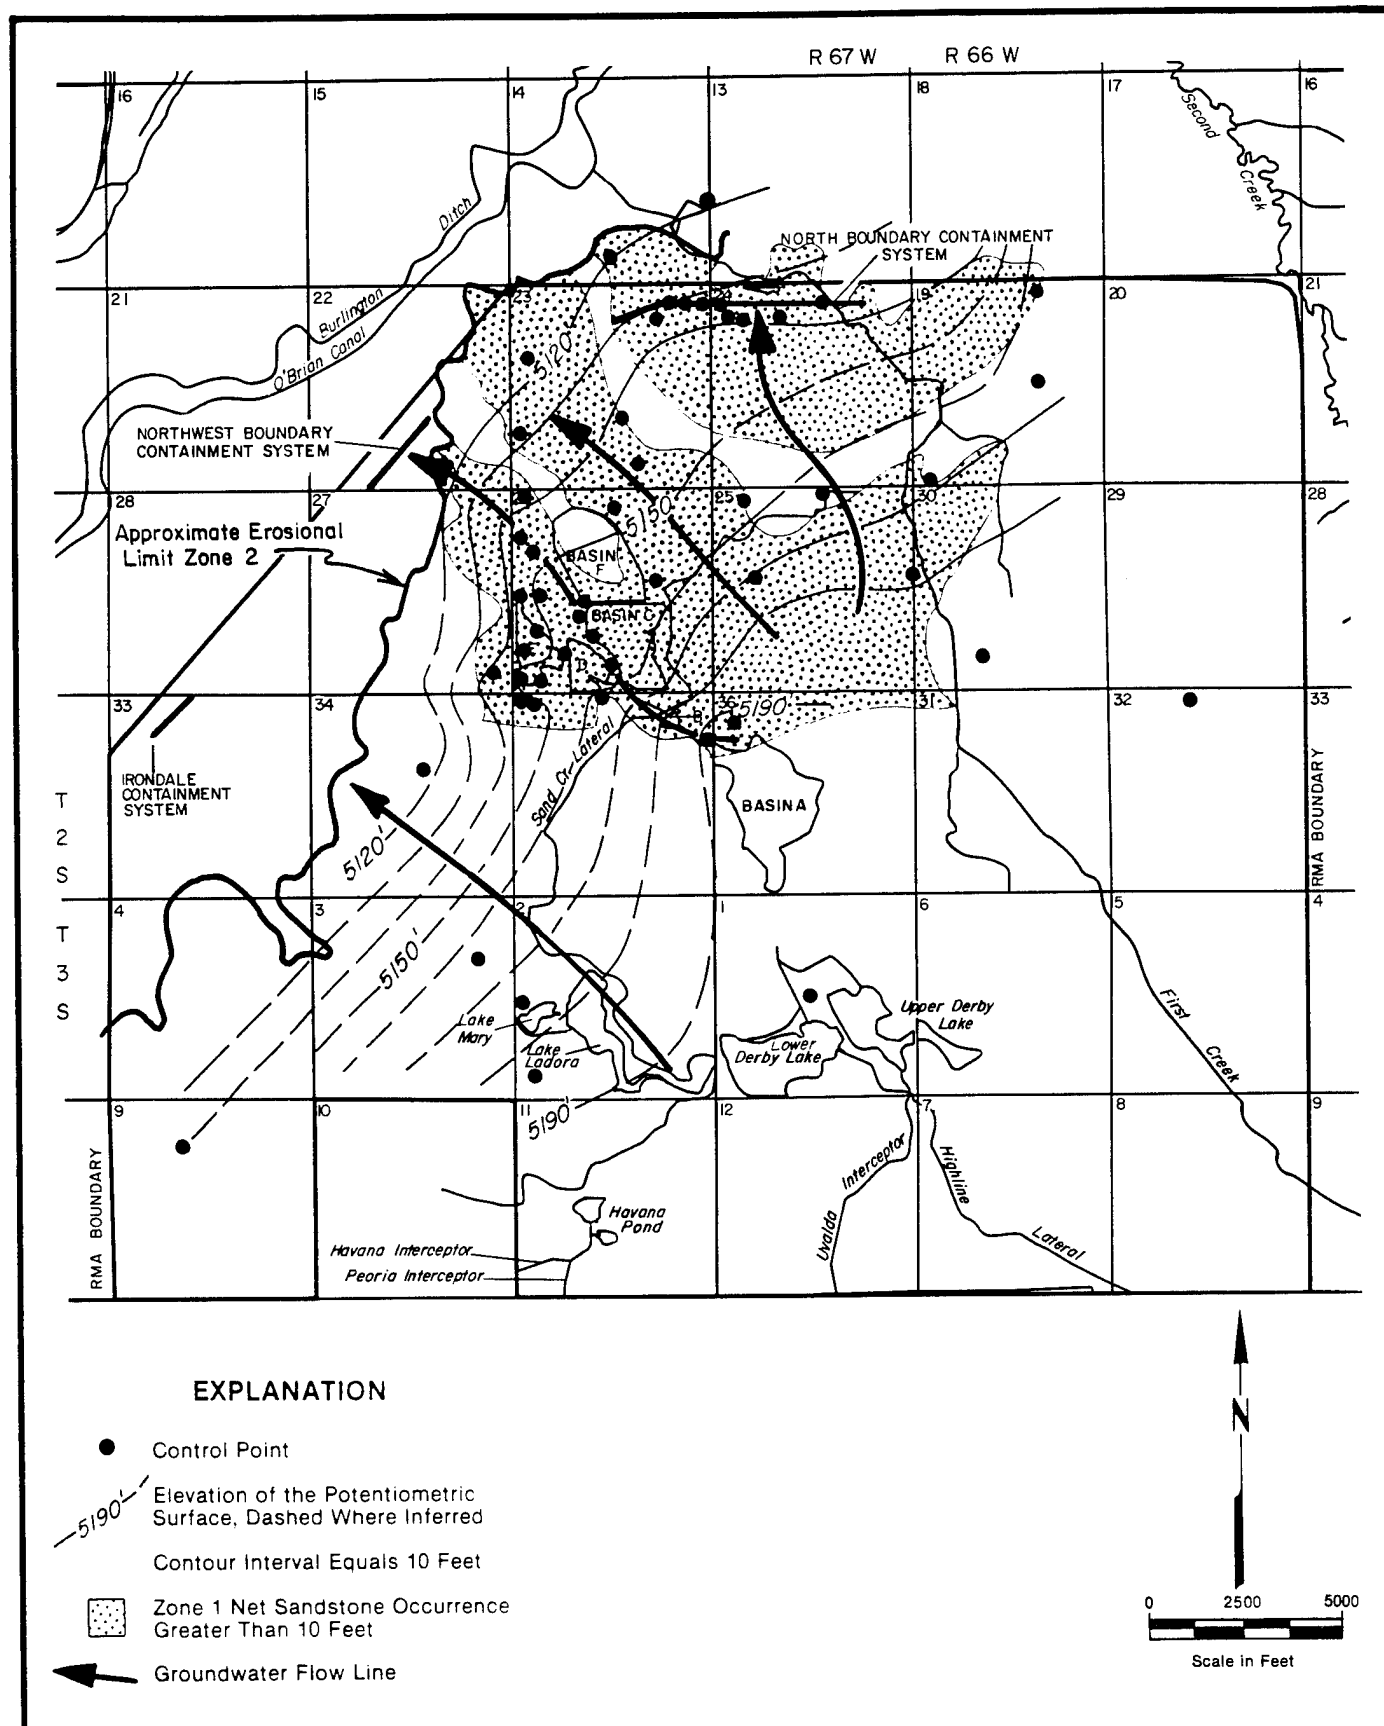 R 67 W R 66 W
16 15 14 13 18 17 16
Second
Creek
Ditch
NORTH BOUNDARY CONTAINMENT
SYSTEM
21 22 23 24 19 20 21
Burlington
O'Brian Canal
5120'
NORTHWEST BOUNDARY
CONTAINMENT SYSTEM
28 27 26 25 30 29 28
5150'
Approximate Erosional
Limit Zone 2
BASIN
F
BASIN C
D
33 34 36 31 32 33
5190'
B
Sand Cr. Lateral
IRONDALE
CONTAINMENT
SYSTEM
BASIN A
RMA BOUNDARY
T
2
S
5120'
4 3 2 1 6 5 4
T
3
S
5150'
First
Creek
Upper Derby
Lake
Lake
Mary
Lake
Ladora
Lower
Derby Lake
9 10 11 12 7 8 9
5190'
RMA BOUNDARY
Interceptor
Uvalda
Highline
Lateral
Havana
Pond
Havana Interceptor
Peoria Interceptor
EXPLANATION
Control Point
5190'
Elevation of the Potentiometric
Surface, Dashed Where Inferred
Contour Interval Equals 10 Feet
Zone 1 Net Sandstone Occurrence
Greater Than 10 Feet
Groundwater Flow Line
N
0 2500 5000
Scale in Feet